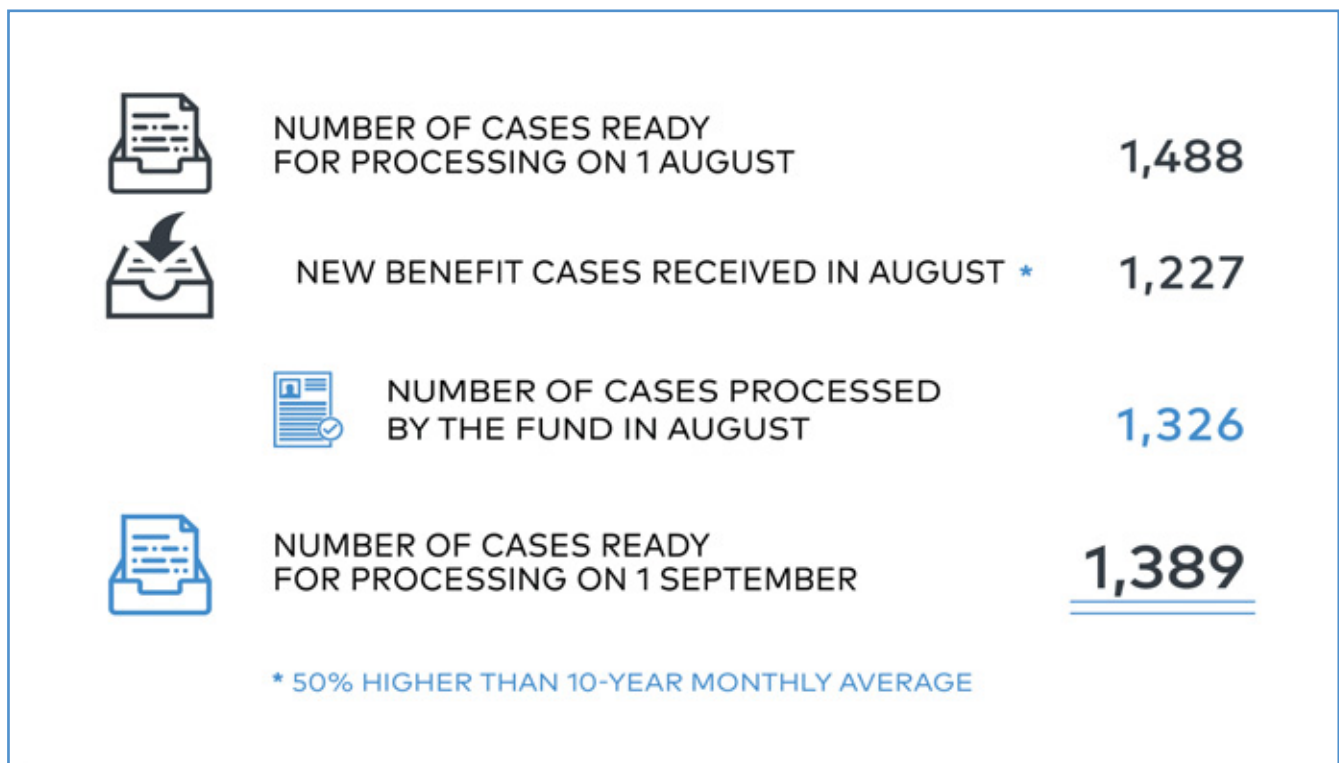 NUMBER OF CASES READY
FOR PROCESSING ON 1 AUGUST
1,488
NEW BENEFIT CASES RECEIVED IN AUGUST *
1,227
NUMBER OF CASES PROCESSED
BY THE FUND IN AUGUST
1,326
NUMBER OF CASES READY
FOR PROCESSING ON 1 SEPTEMBER
1,389
* 50% HIGHER THAN 10-YEAR MONTHLY AVERAGE